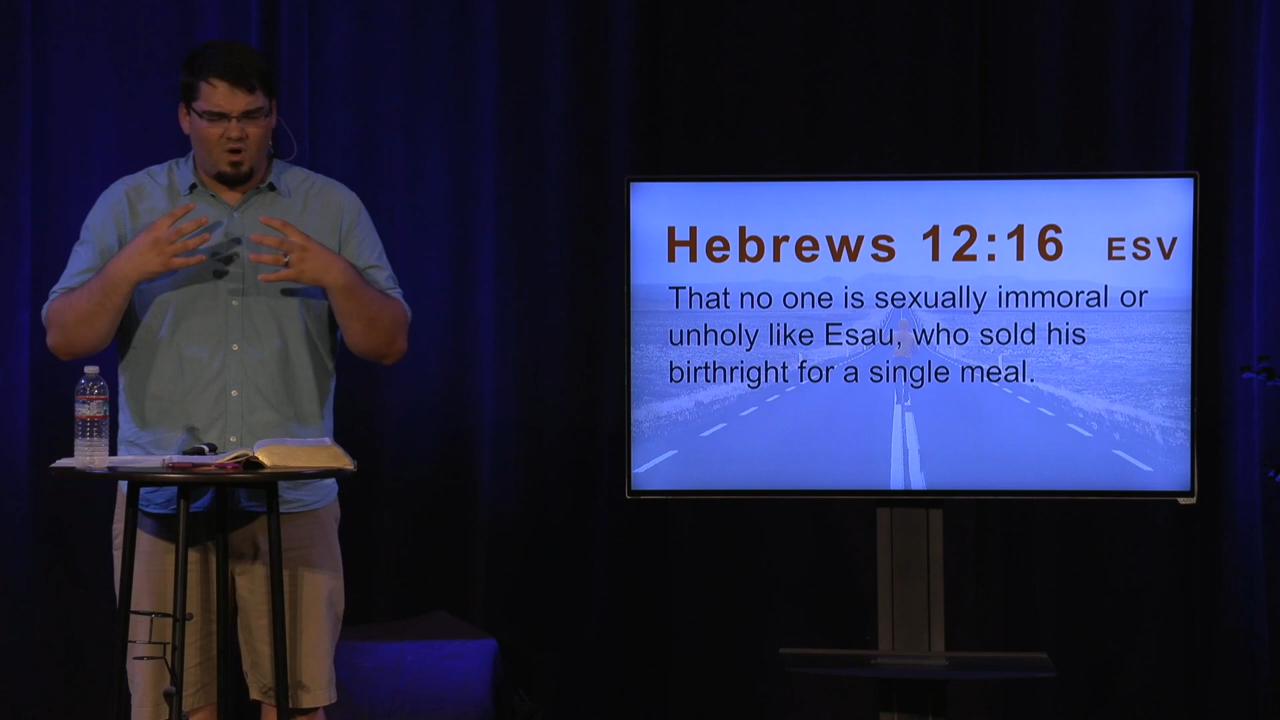 Hebrews 12:16 ESV
That no one is sexually immoral or
unholy like Esau, who sold his
birthright for a single meal.